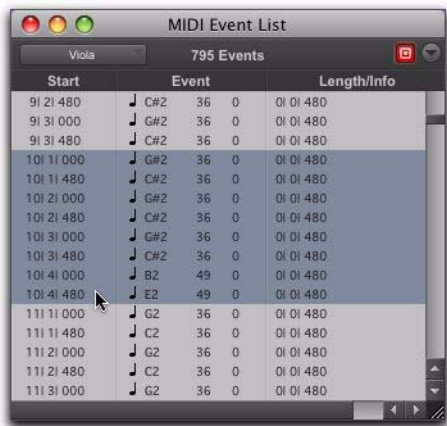 MIDI Event List
Viola 795 Events
Start Event Length/Info
9| 2| 480 C#2 36 0 0| 0| 480
9| 3| 000 G#2 36 0 0| 0| 480
9| 3| 480 C#2 36 0 0| 0| 480
10| 1| 000 G#2 36 0 0| 0| 480
10| 1| 480 C#2 36 0 0| 0| 480
10| 2| 000 G#2 36 0 0| 0| 480
10| 2| 480 C#2 36 0 0| 0| 480
10| 3| 000 G#2 36 0 0| 0| 480
10| 3| 480 C#2 36 0 0| 0| 480
10| 4| 000 B2 49 0 0| 0| 480
10| 4| 480 E2 49 0 0| 0| 480
11| 1| 000 G2 36 0 0| 0| 480
11| 1| 480 C2 36 0 0| 0| 480
11| 2| 000 G2 36 0 0| 0| 480
11| 2| 480 C2 36 0 0| 0| 480
11| 3| 000 G2 36 0 0| 0| 480